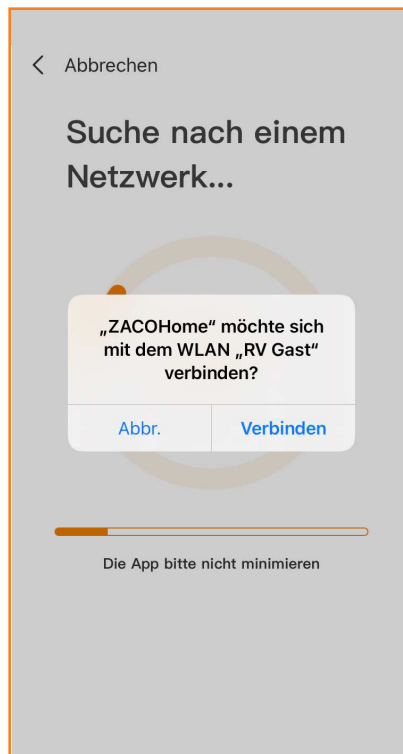 Abbrechen
Suche nach einem
Netzwerk...
„ZACOHome“ möchte sich
mit dem WLAN „RV Gast“
verbinden?
Abbr. Verbinden
Die App bitte nicht minimieren